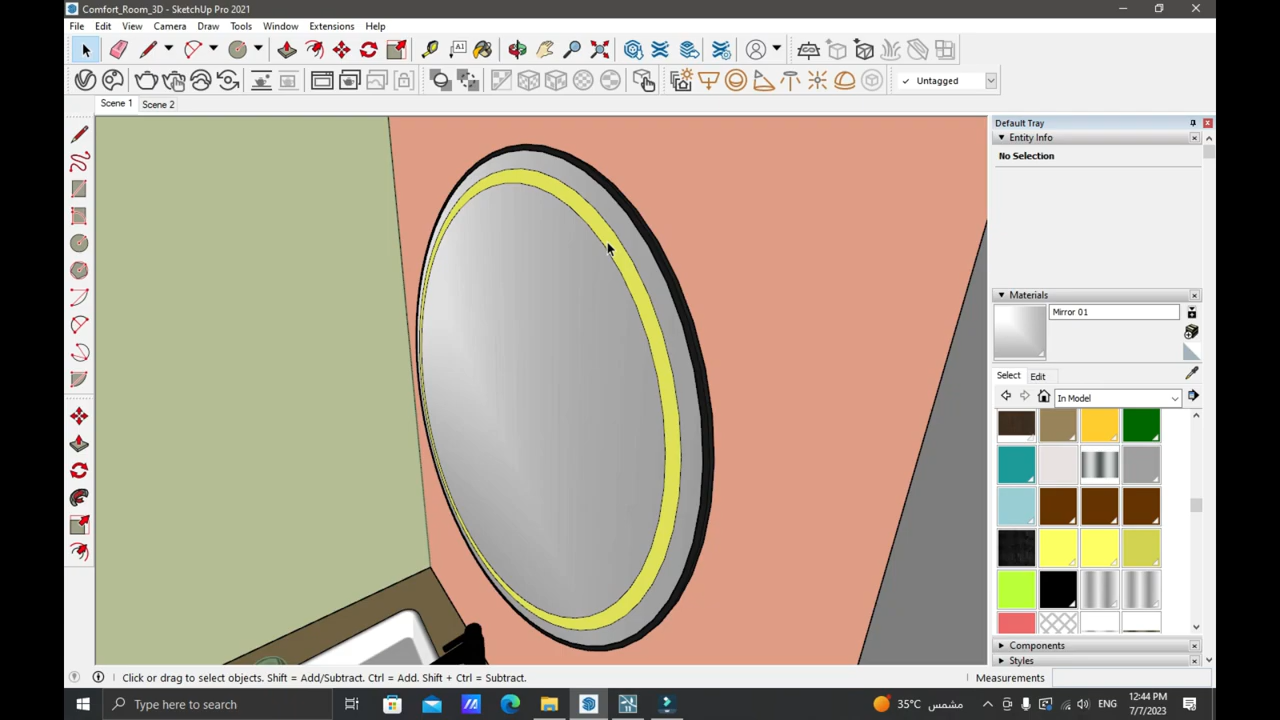 Comfort_Room_3D - SketchUp Pro 2021
File Edit View Camera Draw Tools Window Extensions Help
A1
Untagged
Scene 1 Scene 2
Default Tray
Entity Info
No Selection
Materials
Mirror 01
Select Edit
In Model
Components
Styles
Click or drag to select objects. Shift = Add/Subtract. Ctrl = Add. Shift + Ctrl = Subtract.
Measurements
Type here to search
35°C مشمس
ENG
12:44 PM
7/7/2023